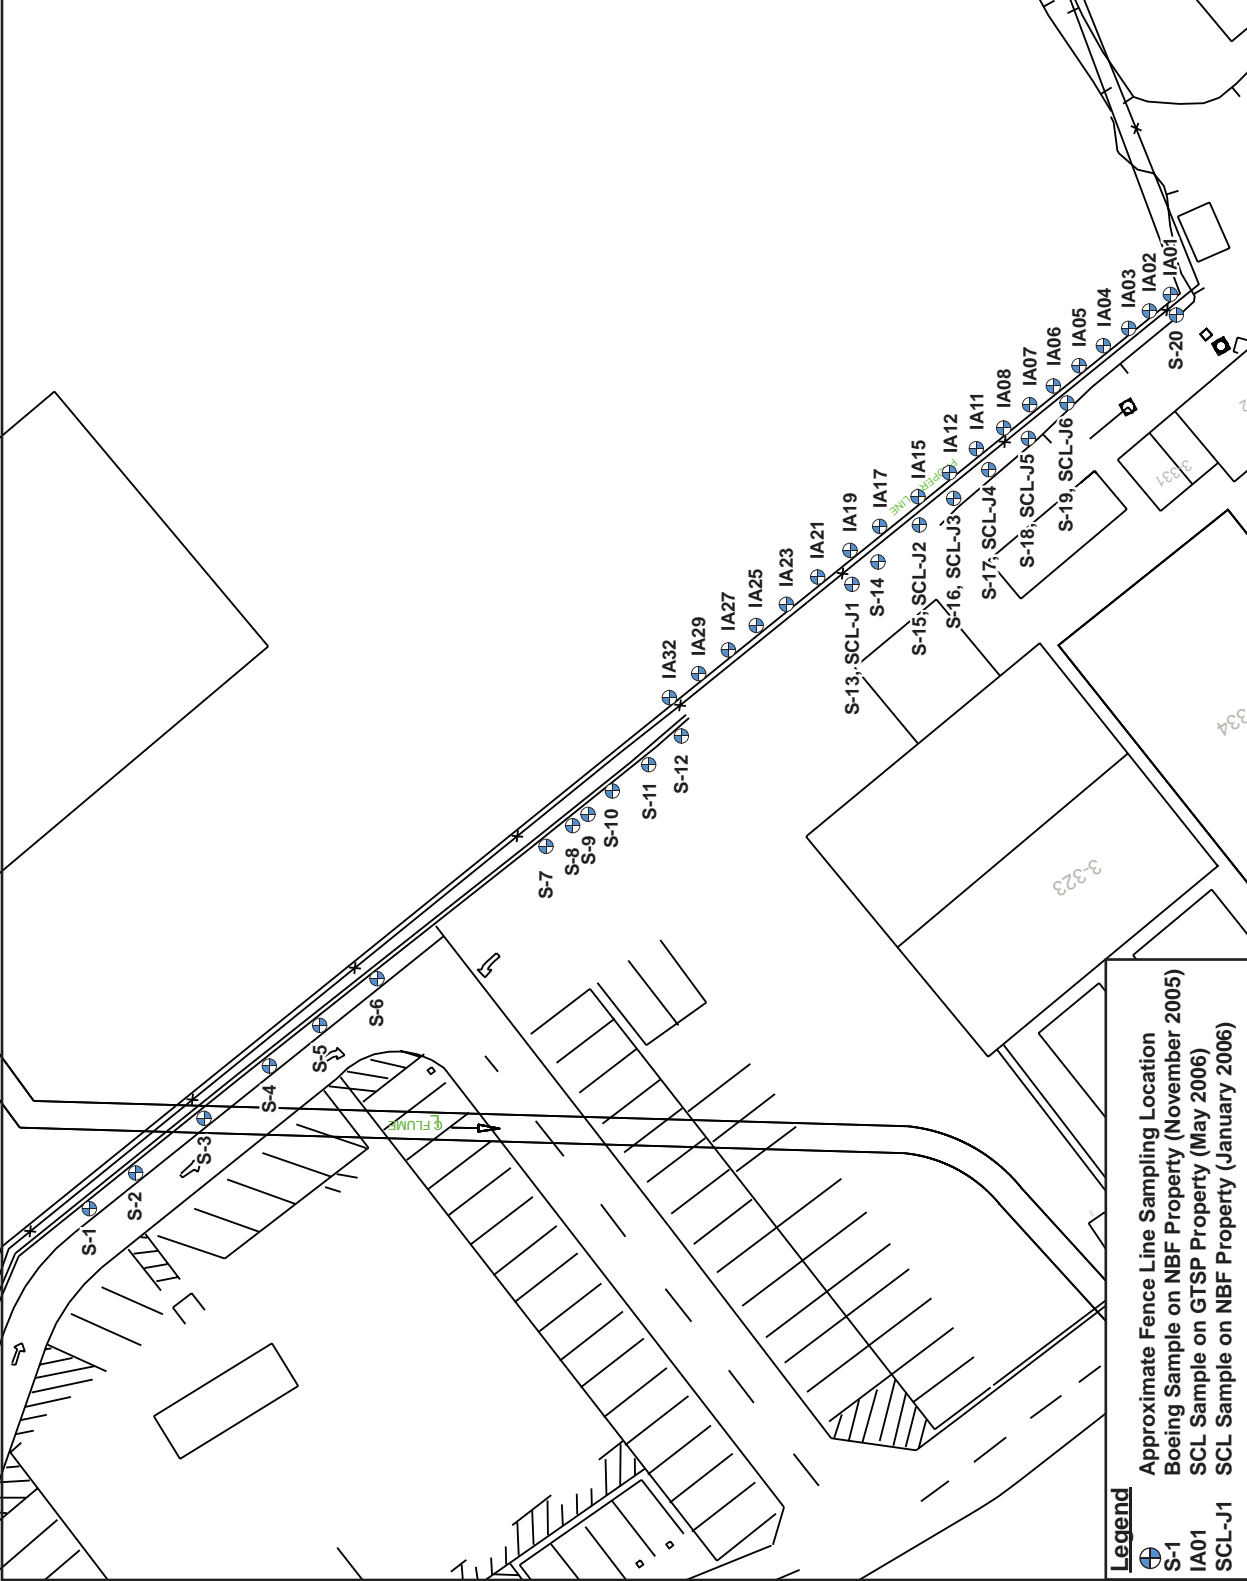 S-1
S-2
S-3
S-4
S-5
S-6
S-7
S-8
S-9
S-10
S-11
S-12
S-13, SCL-J1
S-14
S-15, SCL-J2
S-16, SCL-J3
S-17, SCL-J4
S-18, SCL-J5
S-19, SCL-J6
S-20
IA32
IA29
IA27
IA25
IA23
IA21
IA19
IA17
IA15
IA12
IA11
IA08
IA07
IA06
IA05
IA04
IA03
IA02
IA01
FLUME
LINE
3-323
3-331
334
Legend
Approximate Fence Line Sampling Location
S-1 Boeing Sample on NBF Property (November 2005)
IA01 SCL Sample on GTSP Property (May 2006)
SCL-J1 SCL Sample on NBF Property (January 2006)